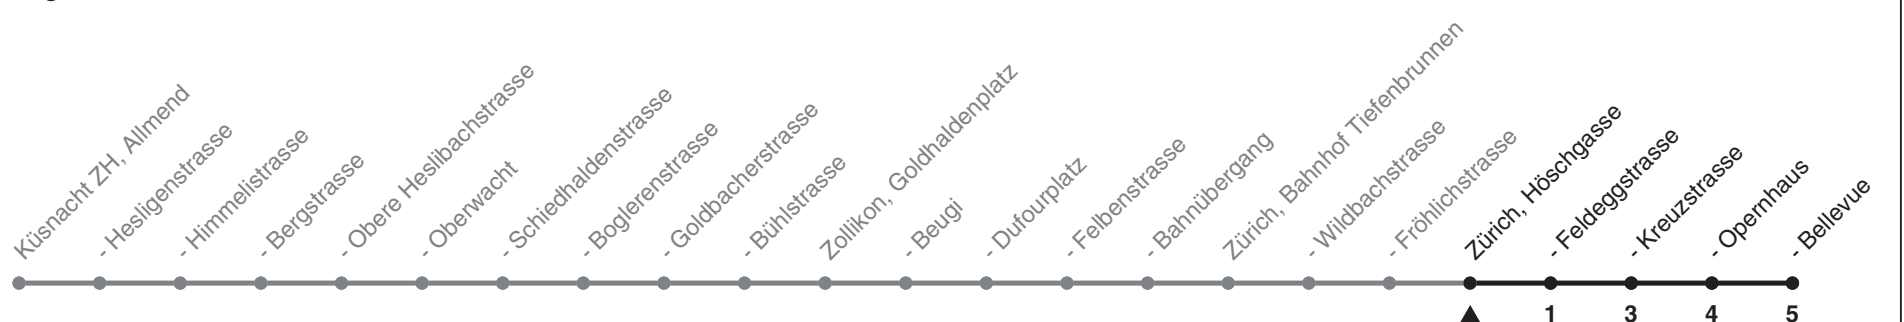 Küsnacht ZH, Allmend
- Hesligenstrasse
- Himmelistrasse
- Bergstrasse
- Obere Heslibachstrasse
- Oberwacht
- Schiedhaldenstrasse
- Boglerenstrasse
- Goldbacherstrasse
- Bühlstrasse
Zollikon, Goldhaldenplatz
- Beugi
- Dufourplatz
- Felbenstrasse
- Bahnübergang
Zürich, Bahnhof Tiefenbrunnen
- Wildbachstrasse
- Fröhlichstrasse
Zürich, Höschgasse
- Feldeggstrasse
- Kreuzstrasse
- Opernhaus
- Bellevue
1 3 4 5